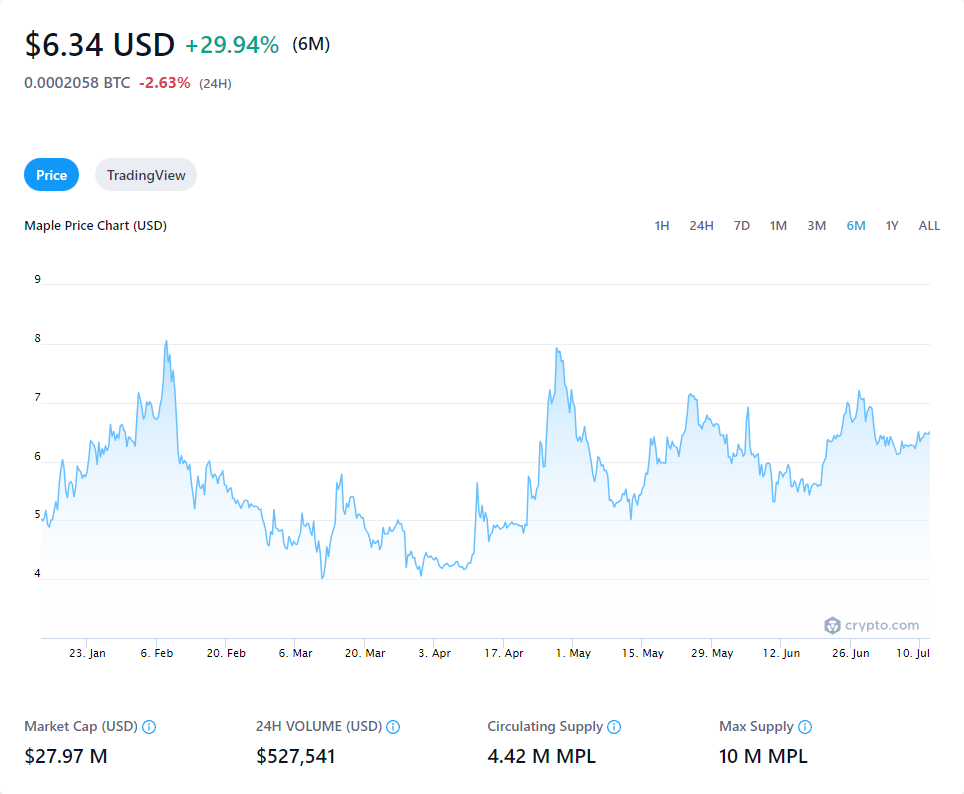 $6.34 USD +29.94% (6M)
0.0002058 BTC -2.63% (24H)
Price TradingView
Maple Price Chart (USD) 1H 24H 7D 1M 3M 6M 1Y ALL
9
8
7
6
5
4
crypto.com
23. Jan 6. Feb 20. Feb 6. Mar 20. Mar 3. Apr 17. Apr 1. May 15. May 29. May 12. Jun 26. Jun 10. Jul
Market Cap (USD) 24H VOLUME (USD) Circulating Supply Max Supply
$27.97 M $527,541 4.42 M MPL 10 M MPL